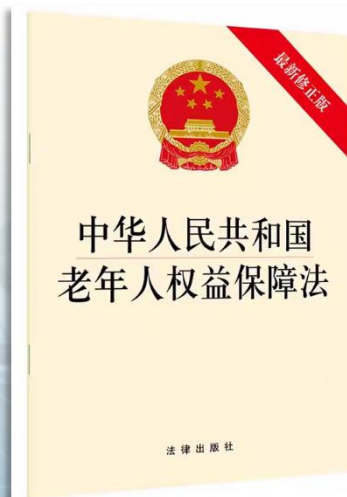 最新修正版
中华人民共和国
老年人权益保障法
法律出版社